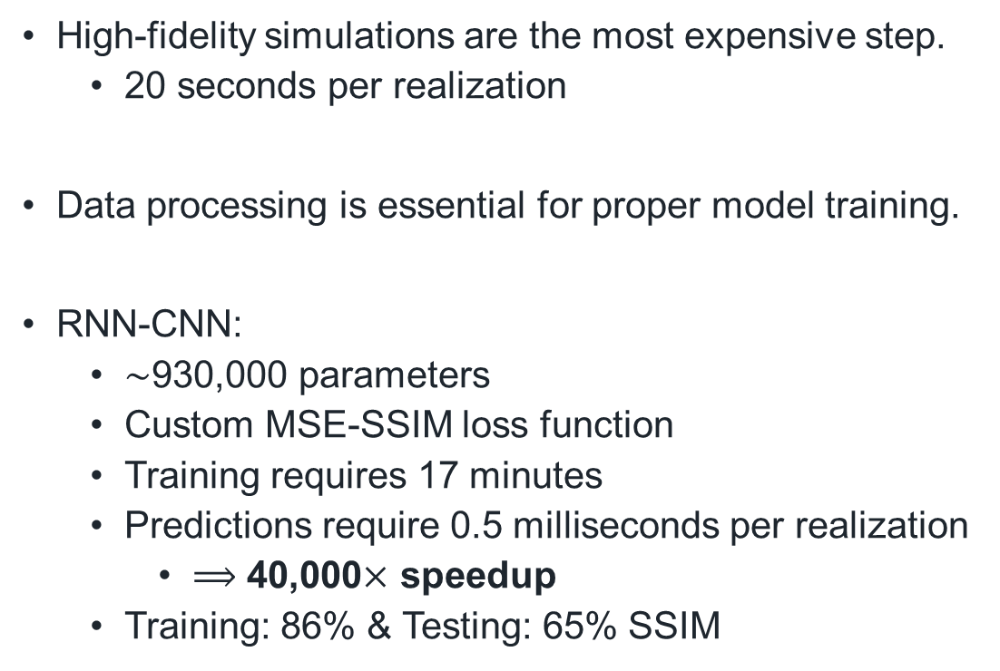 • High-fidelity simulations are the most expensive step.
• 20 seconds per realization
• Data processing is essential for proper model training.
• RNN-CNN:
• ~930,000 parameters
• Custom MSE-SSIM loss function
• Training requires 17 minutes
• Predictions require 0.5 milliseconds per realization
• ⟹ 40,000× speedup
• Training: 86% & Testing: 65% SSIM